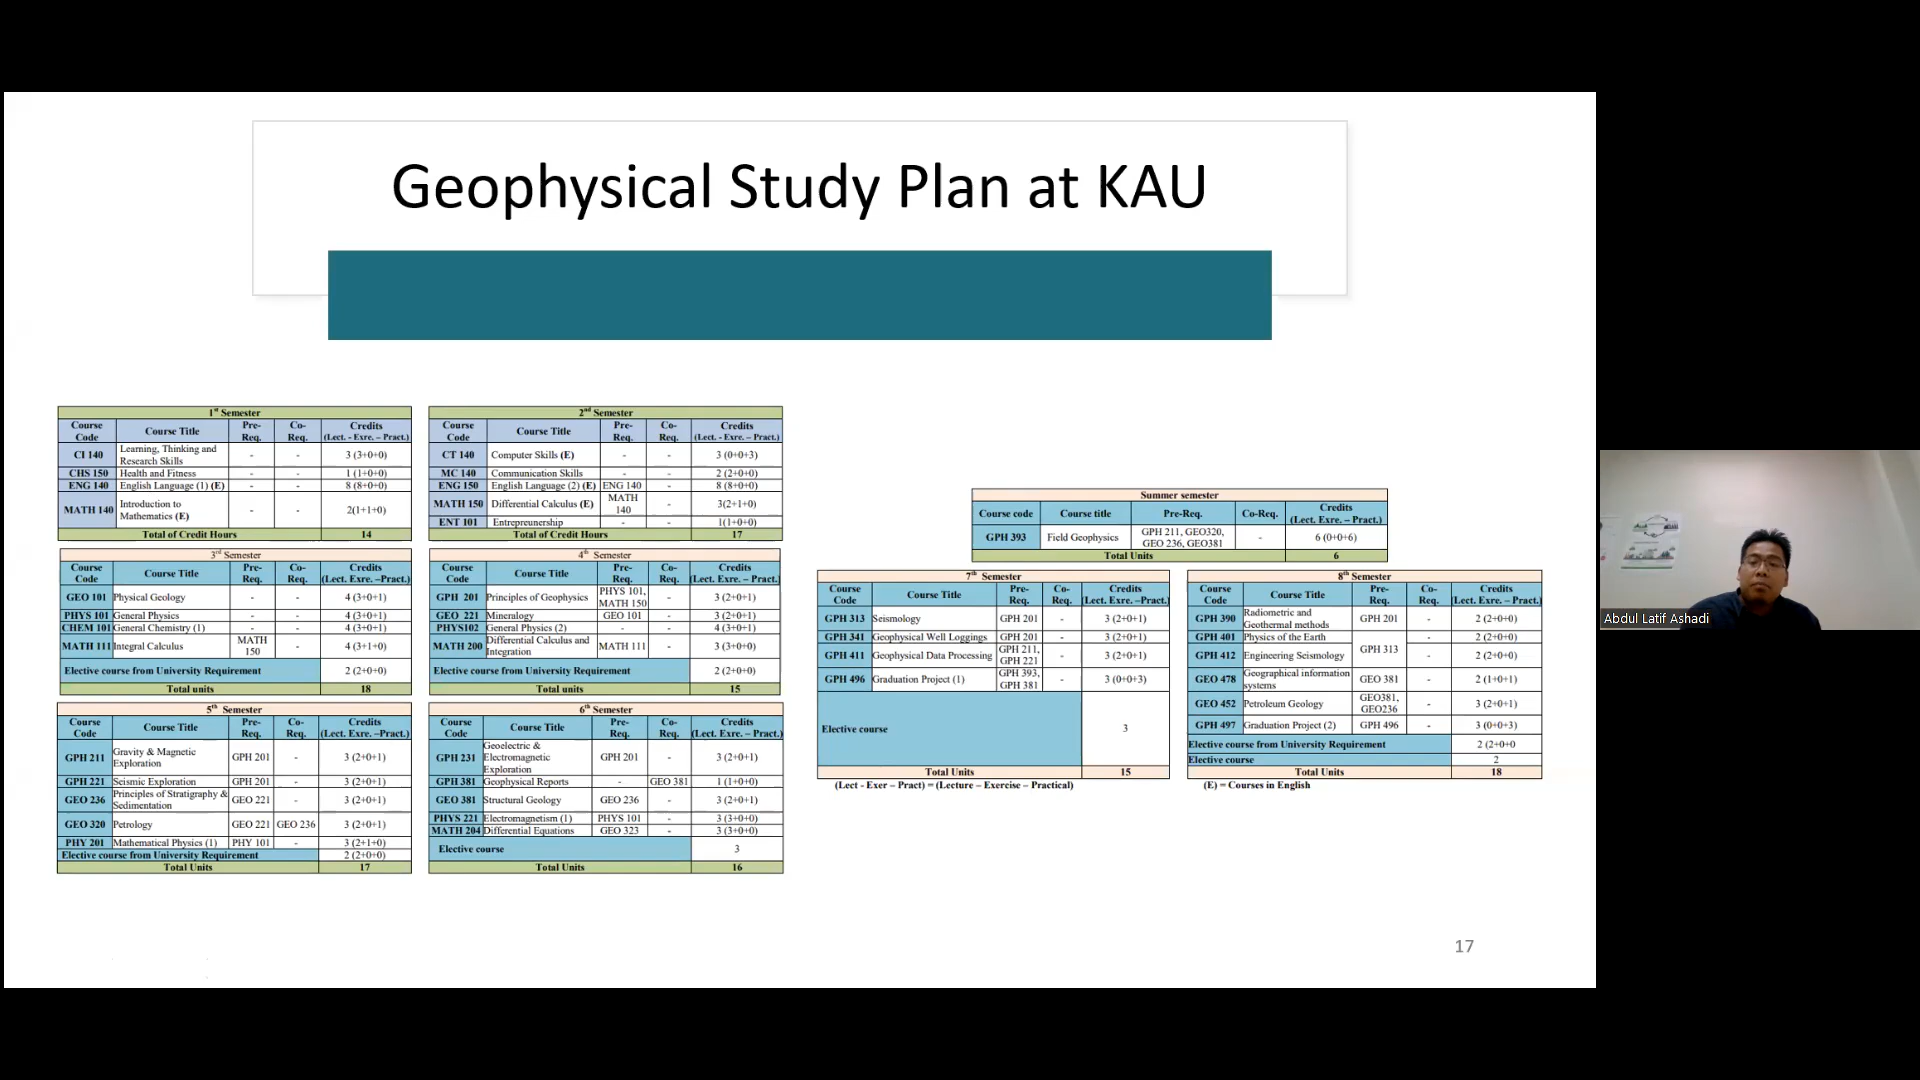 Geophysical Study Plan at KAU
1st Semester
Course Code Course Title Pre-Req. Co-Req. Credits (Lect. - Exre. – Pract.)
CI 140 Learning, Thinking and Research Skills - - 3 (3+0+0)
CHS 150 Health and Fitness - - 1 (1+0+0)
ENG 140 English Language (1) (E) - - 8 (8+0+0)
MATH 140 Introduction to Mathematics (E) - - 2(1+1+0)
Total of Credit Hours 14
2nd Semester
Course Code Course Title Pre-Req. Co-Req. Credits (Lect. - Exre. – Pract.)
CT 140 Computer Skills (E) - - 3 (0+0+3)
MC 140 Communication Skills - - 2 (2+0+0)
ENG 150 English Language (2) (E) ENG 140 - 8 (8+0+0)
MATH 150 Differential Calculus (E) MATH 140 - 3(2+1+0)
ENT 101 Entrepreunership - - 1(1+0+0)
Total of Credit Hours 17
3rd Semester
Course Code Course Title Pre-Req. Co-Req. Credits (Lect. Exre. –Pract.)
GEO 101 Physical Geology - - 4 (3+0+1)
PHYS 101 General Physics - - 4 (3+0+1)
CHEM 101 General Chemistry (1) - - 4 (3+0+1)
MATH 111 Integral Calculus MATH 150 - 4 (3+1+0)
Elective course from University Requirement 2 (2+0+0)
Total units 18
4th Semester
Course Code Course Title Pre-Req. Co-Req. Credits (Lect. Exre. – Pract.)
GPH 201 Principles of Geophysics PHYS 101, MATH 150 - 3 (2+0+1)
GEO 221 Mineralogy GEO 101 - 3 (2+0+1)
PHYS102 General Physics (2) - - 4 (3+0+1)
MATH 200 Differential Calculus and Integration MATH 111 - 3 (3+0+0)
Elective course from University Requirement 2 (2+0+0)
Total units 15
5th Semester
Course Code Course Title Pre-Req. Co-Req. Credits (Lect. Exre. –Pract.)
GPH 211 Gravity & Magnetic Exploration GPH 201 - 3 (2+0+1)
GPH 221 Seismic Exploration GPH 201 - 3 (2+0+1)
GEO 236 Principles of Stratigraphy & Sedimentation GEO 221 - 3 (2+0+1)
GEO 320 Petrology GEO 221 GEO 236 3 (2+0+1)
PHY 201 Mathematical Physics (1) PHY 101 - 3 (2+1+0)
Elective course from University Requirement 2 (2+0+0)
Total Units 17
6th Semester
Course Code Course Title Pre-Req. Co-Req. Credits (Lect. Exre. –Pract.)
GPH 231 Geoelectric & Electromagnetic Exploration GPH 201 - 3 (2+0+1)
GPH 381 Geophysical Reports - GEO 381 1 (1+0+0)
GEO 381 Structural Geology GEO 236 - 3 (2+0+1)
PHYS 221 Electromagnetism (1) PHYS 101 - 3 (3+0+0)
MATH 204 Differential Equations GEO 323 - 3 (3+0+0)
Elective course 3
Total Units 16
Summer semester
Course code Course title Pre-Req. Co-Req. Credits (Lect. Exre. – Pract.)
GPH 393 Field Geophysics GPH 211, GEO320, GEO 236, GEO381 - 6 (0+0+6)
Total Units 6
7th Semester
Course Code Course Title Pre-Req. Co-Req. Credits (Lect. Exre. –Pract.)
GPH 313 Seismology GPH 201 - 3 (2+0+1)
GPH 341 Geophysical Well Loggings GPH 201 - 3 (2+0+1)
GPH 411 Geophysical Data Processing GPH 211, GPH 221 - 3 (2+0+1)
GPH 496 Graduation Project (1) GPH 393, GPH 381 - 3 (0+0+3)
Elective course 3
Total Units 15
(Lect - Exer – Pract) = (Lecture – Exercise – Practical)
8th Semester
Course Code Course Title Pre-Req. Co-Req. Credits (Lect. Exre. – Pract.)
GPH 390 Radiometric and Geothermal methods GPH 201 - 2 (2+0+0)
GPH 401 Physics of the Earth GPH 313 - 2 (2+0+0)
GPH 412 Engineering Seismology - 2 (2+0+0)
GEO 478 Geographical information systems GEO 381 - 2 (1+0+1)
GEO 452 Petroleum Geology GEO381, GEO236 - 3 (2+0+1)
GPH 497 Graduation Project (2) GPH 496 - 3 (0+0+3)
Elective course from University Requirement 2 (2+0+0
Elective course 2
Total Units 18
(E) = Courses in English
17
Abdul Latif Ashadi